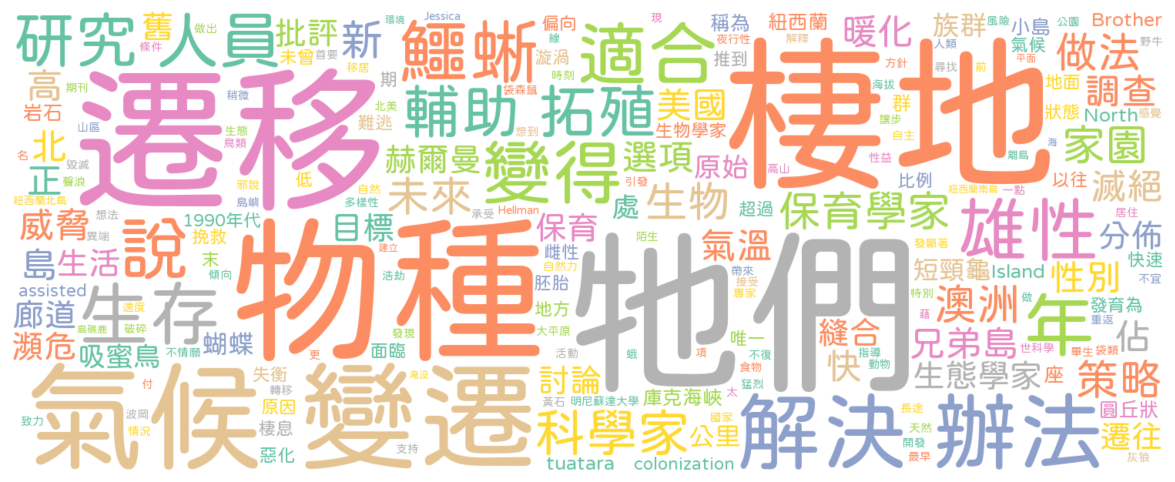 研究人員
舊
批評
未曾
首要
新
Jessica
期
期刊
北美
難逃
鱷蜥
偏向
線
漩渦
時刻
袋森鼠
適合
稱為
現
夜行性
推到
紐西蘭
解釋
暖化
方針
族群
人類
尋找
風險
小島
公園
氣候
平面
前
Brother
做法
野牛
環境
條件
做出
高
岩石
山區
稍微
移居
遷移
輔助
拓殖
美國
生物學家
想到
海拔
讓步
群
自主
棲地
地面
狀態
調查
North
感覺
北
正
名
毀滅
聲浪
生態
鳥類
赫爾曼
變得
選項
原始
高山
性益
比例
離島
海
以往
家園
滅絕
紐西蘭北島
邪說
低
自然
島嶼
多樣性
未來
引發
生物
處
超過
保育學家
紐西蘭南島
一點
居住
威脅
想法
1990年代
異端
挽救
承受
Hellman
目標
保育
雌性
陌生
氣溫
雄性
分佈
發顯著
島
生活
說
末
傾向
建立
浩劫
自然力
胚胎
帶來
接受
專家
短頸龜
Island
性別
快速
不宜
assisted
廊道
生存
速度
物種
牠們
地方
特別
做
澳洲
年
發育為
重返
瀕危
島礁鹿
破碎
發現
大平原
唯一
藉
吸蜜鳥
蝴蝶
不情願
更
面臨
活動
蛾
項
不復
縫合
指導
兄弟島
世科學
畢生
袋類
佔
食物
動物
氣候變遷
付
失衡
轉移
淹沒
討論
猛烈
快
生態學家
座
策略
原因
黃石
明尼蘇達大學
庫克海峽
太
圓丘狀
致力
波岡
情況
棲息
惡化
支持
科學家
公里
國家
解決辦法
長途
天然
開發
最早
遷往
灰狼
tuatara
colonization